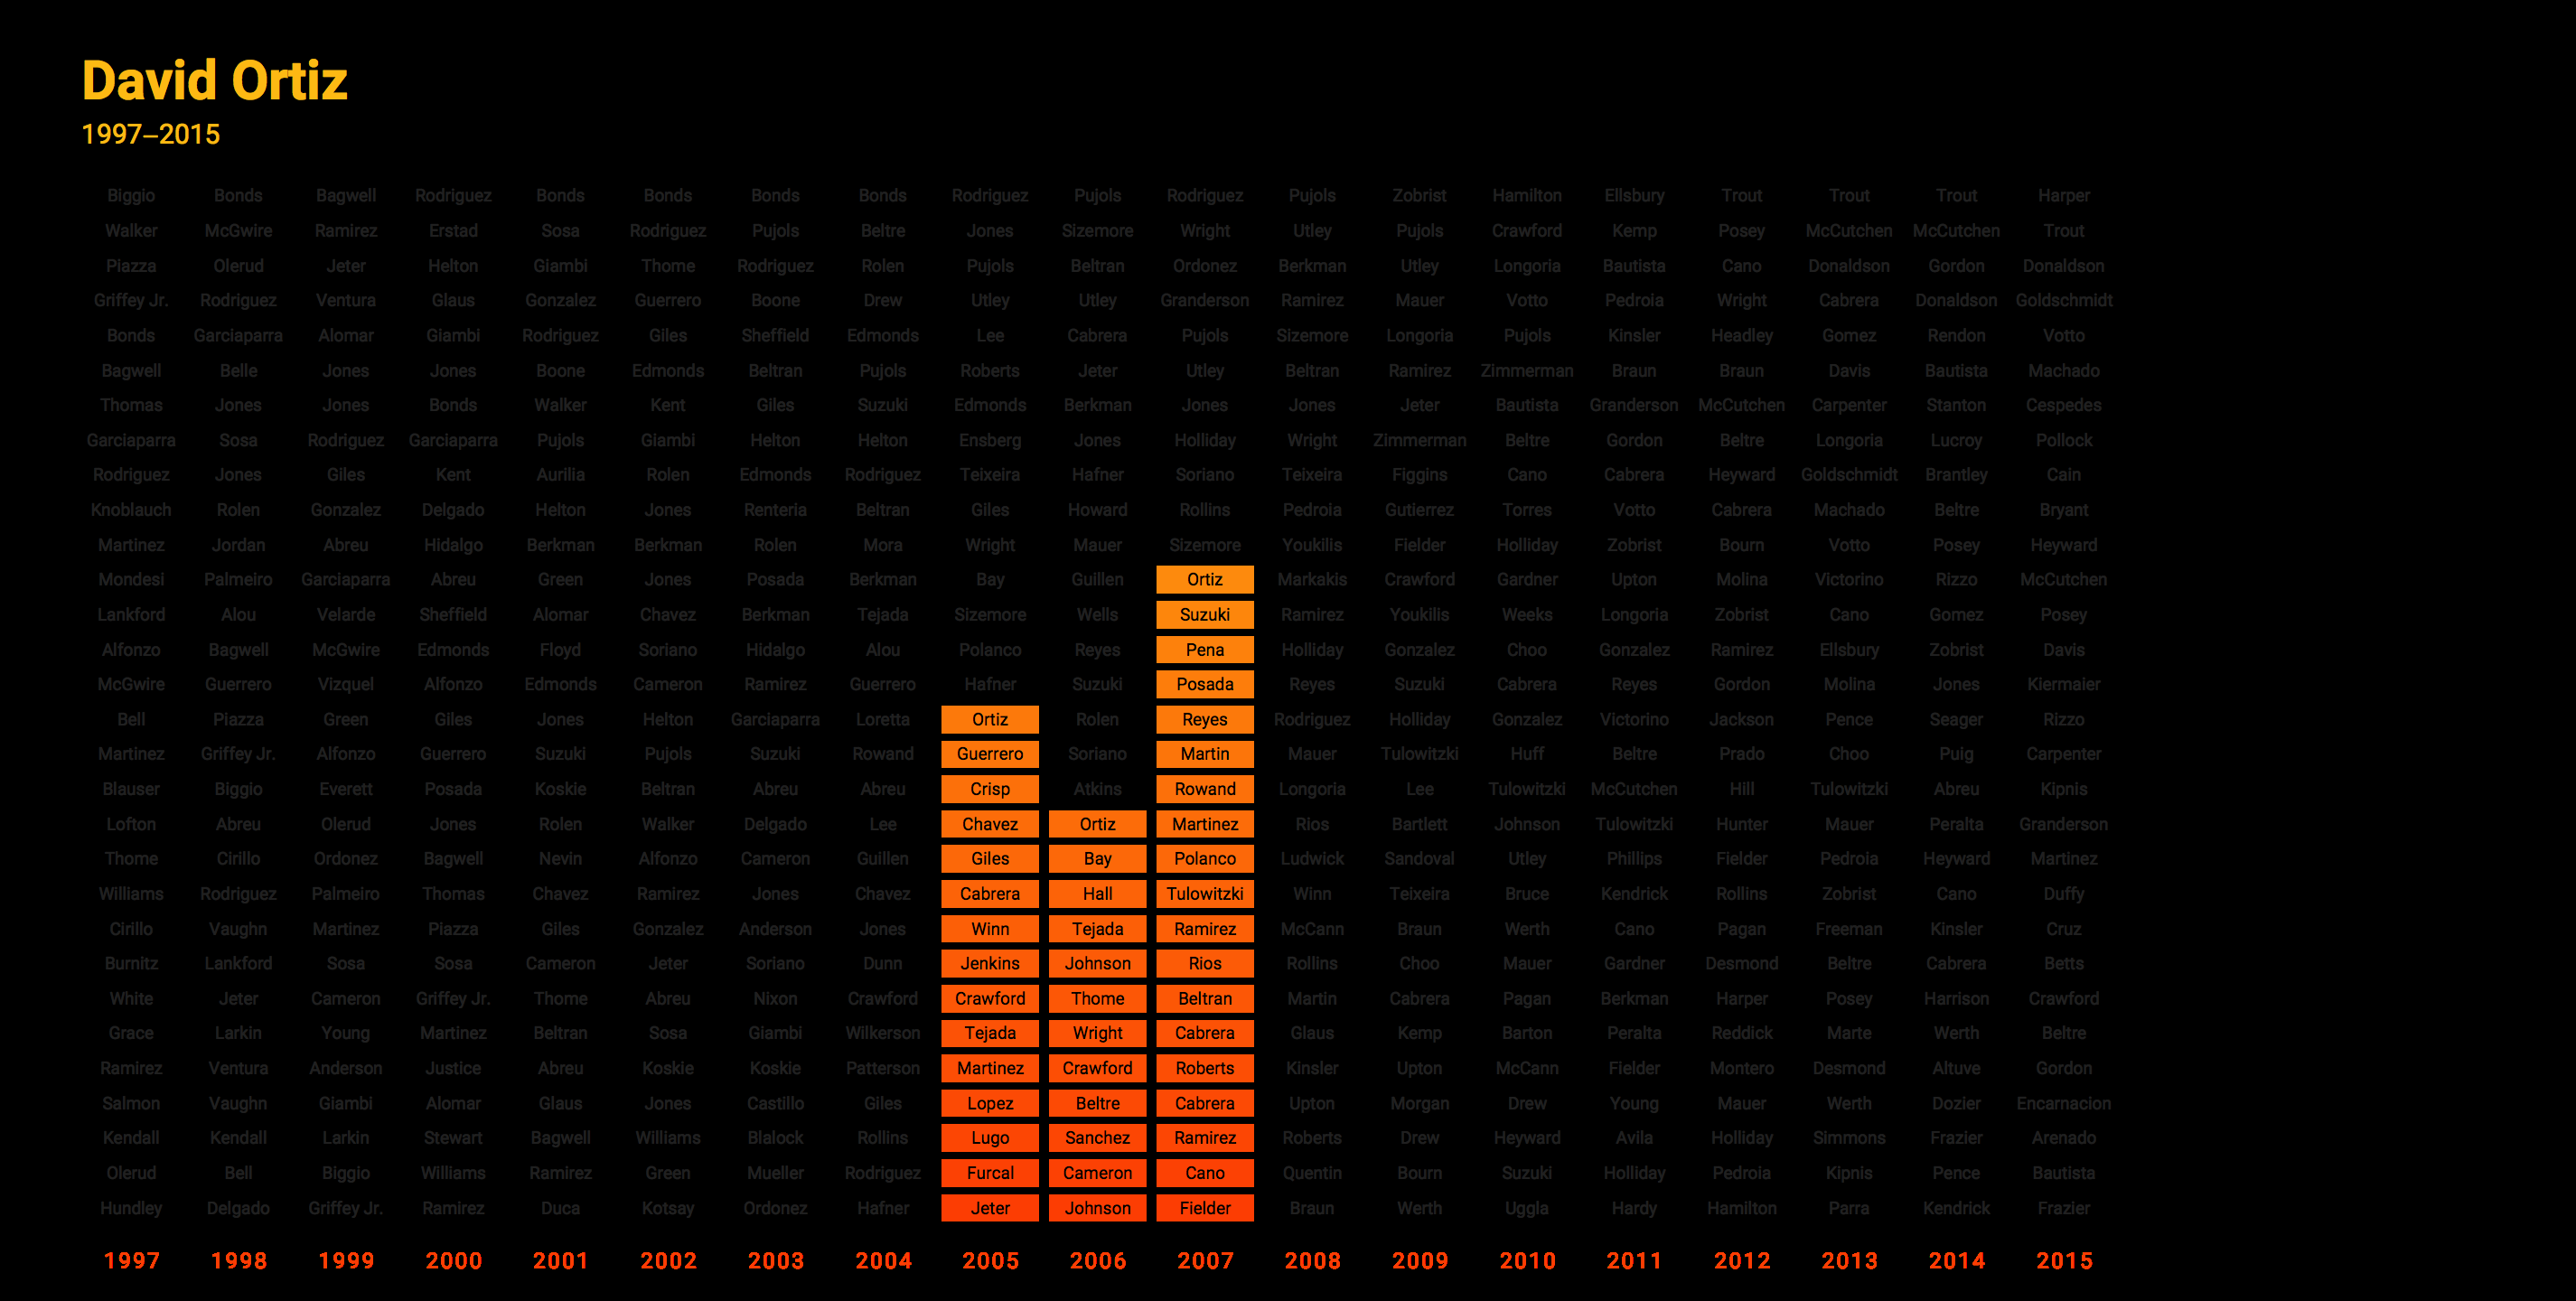 David Ortiz
1997–2015
Biggio Bonds Bagwell Rodriguez Bonds Bonds Bonds Bonds Rodriguez Pujols Rodriguez Pujols Zobrist Hamilton Ellsbury Trout Trout Trout Harper
Walker McGwire Ramirez Erstad Sosa Rodriguez Pujols Beltre Jones Sizemore Wright Utley Pujols Crawford Kemp Posey McCutchen McCutchen Trout
Piazza Olerud Jeter Helton Giambi Thome Rodriguez Rolen Pujols Beltran Ordonez Berkman Utley Longoria Bautista Cano Donaldson Gordon Donaldson
Griffey Jr. Rodriguez Ventura Glaus Gonzalez Guerrero Boone Drew Utley Utley Granderson Ramirez Mauer Votto Pedroia Wright Cabrera Donaldson Goldschmidt
Bonds Garciaparra Alomar Giambi Rodriguez Giles Sheffield Edmonds Lee Cabrera Pujols Sizemore Longoria Pujols Kinsler Headley Gomez Rendon Votto
Bagwell Belle Jones Jones Boone Edmonds Beltran Pujols Roberts Jeter Utley Beltran Ramirez Zimmerman Braun Braun Davis Bautista Machado
Thomas Jones Jones Bonds Walker Kent Giles Suzuki Edmonds Berkman Jones Jones Jeter Bautista Granderson McCutchen Carpenter Stanton Cespedes
Garciaparra Sosa Rodriguez Garciaparra Pujols Giambi Helton Helton Ensberg Jones Holliday Wright Zimmerman Beltre Gordon Beltre Longoria Lucroy Pollock
Rodriguez Jones Giles Kent Aurilia Rolen Edmonds Rodriguez Teixeira Hafner Soriano Teixeira Figgins Cano Cabrera Heyward Goldschmidt Brantley Cain
Knoblauch Rolen Gonzalez Delgado Helton Jones Renteria Beltran Giles Howard Rollins Pedroia Gutierrez Torres Votto Cabrera Machado Beltre Bryant
Martinez Jordan Abreu Hidalgo Berkman Berkman Rolen Mora Wright Mauer Sizemore Youkilis Fielder Holliday Zobrist Bourn Votto Posey Heyward
Mondesi Palmeiro Garciaparra Abreu Green Jones Posada Berkman Bay Guillen Ortiz Markakis Crawford Gardner Upton Molina Victorino Rizzo McCutchen
Lankford Alou Velarde Sheffield Alomar Chavez Berkman Tejada Sizemore Wells Suzuki Ramirez Youkilis Weeks Longoria Zobrist Cano Gomez Posey
Alfonzo Bagwell McGwire Edmonds Floyd Soriano Hidalgo Alou Polanco Reyes Pena Holliday Gonzalez Choo Gonzalez Ramirez Ellsbury Zobrist Davis
McGwire Guerrero Vizquel Alfonzo Edmonds Cameron Ramirez Guerrero Hafner Suzuki Posada Reyes Suzuki Cabrera Reyes Gordon Molina Jones Kiermaier
Bell Piazza Green Giles Jones Helton Garciaparra Loretta Ortiz Rolen Reyes Rodriguez Holliday Gonzalez Victorino Jackson Pence Seager Rizzo
Martinez Griffey Jr. Alfonzo Guerrero Suzuki Pujols Suzuki Rowand Guerrero Soriano Martin Mauer Tulowitzki Huff Beltre Prado Choo Puig Carpenter
Blauser Biggio Everett Posada Koskie Beltran Abreu Abreu Crisp Atkins Rowand Longoria Lee Tulowitzki McCutchen Hill Tulowitzki Abreu Kipnis
Lofton Abreu Olerud Jones Rolen Walker Delgado Lee Chavez Ortiz Martinez Rios Bartlett Johnson Tulowitzki Hunter Mauer Peralta Granderson
Thome Cirillo Ordonez Bagwell Nevin Alfonzo Cameron Guillen Giles Bay Polanco Ludwick Sandoval Utley Phillips Fielder Pedroia Heyward Martinez
Williams Rodriguez Palmeiro Thomas Chavez Ramirez Jones Chavez Cabrera Hall Tulowitzki Winn Teixeira Bruce Kendrick Rollins Zobrist Cano Duffy
Cirillo Vaughn Martinez Piazza Giles Gonzalez Anderson Jones Winn Tejada Ramirez McCann Braun Werth Cano Pagan Freeman Kinsler Cruz
Burnitz Lankford Sosa Sosa Cameron Jeter Soriano Dunn Jenkins Johnson Rios Rollins Choo Mauer Gardner Desmond Beltre Cabrera Betts
White Jeter Cameron Griffey Jr. Thome Abreu Nixon Crawford Crawford Thome Beltran Martin Cabrera Pagan Berkman Harper Posey Harrison Crawford
Grace Larkin Young Martinez Beltran Sosa Giambi Wilkerson Tejada Wright Cabrera Glaus Kemp Barton Peralta Reddick Marte Werth Beltre
Ramirez Ventura Anderson Justice Abreu Koskie Koskie Patterson Martinez Crawford Roberts Kinsler Upton McCann Fielder Montero Desmond Altuve Gordon
Salmon Vaughn Giambi Alomar Glaus Jones Castillo Giles Lopez Beltre Cabrera Upton Morgan Drew Young Mauer Werth Dozier Encarnacion
Kendall Kendall Larkin Stewart Bagwell Williams Blalock Rollins Lugo Sanchez Ramirez Roberts Drew Heyward Avila Holliday Simmons Frazier Arenado
Olerud Bell Biggio Williams Ramirez Green Mueller Rodriguez Furcal Cameron Cano Quentin Bourn Suzuki Holliday Pedroia Kipnis Pence Bautista
Hundley Delgado Griffey Jr. Ramirez Duca Kotsay Ordonez Hafner Jeter Johnson Fielder Braun Werth Uggla Hardy Hamilton Parra Kendrick Frazier
1997 1998 1999 2000 2001 2002 2003 2004 2005 2006 2007 2008 2009 2010 2011 2012 2013 2014 2015